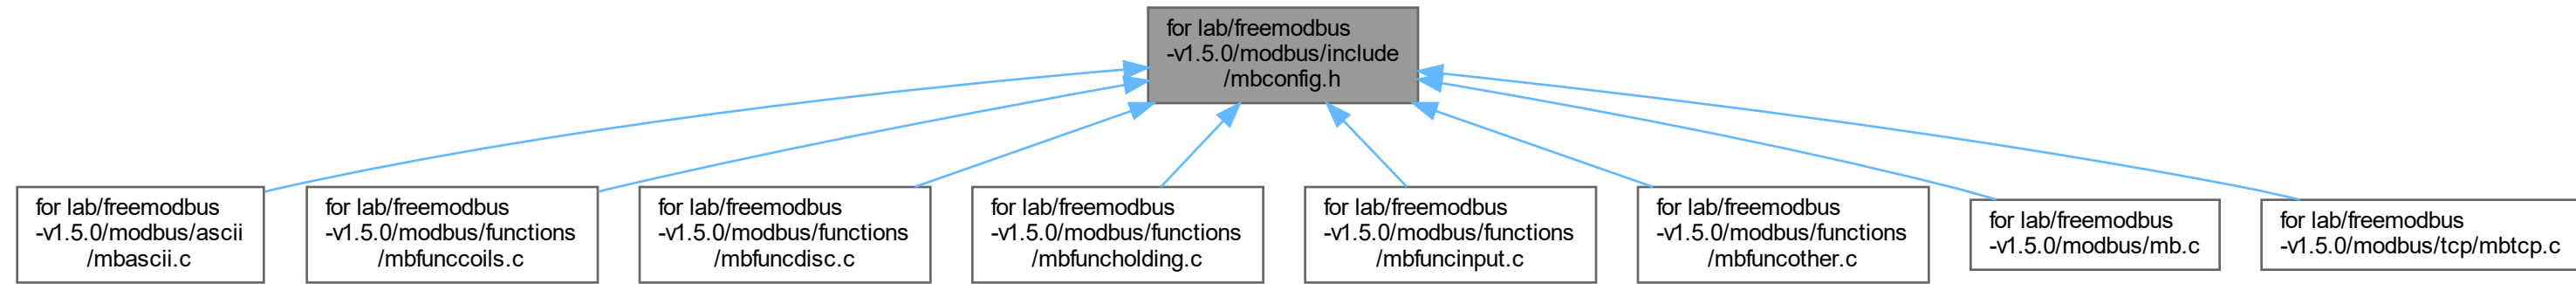 for lab/freemodbus
-v1.5.0/modbus/include
/mbconfig.h
for lab/freemodbus
-v1.5.0/modbus/ascii
/mbascii.c
for lab/freemodbus
-v1.5.0/modbus/functions
/mbfunccoils.c
for lab/freemodbus
-v1.5.0/modbus/functions
/mbfuncdisc.c
for lab/freemodbus
-v1.5.0/modbus/functions
/mbfuncholding.c
for lab/freemodbus
-v1.5.0/modbus/functions
/mbfuncinput.c
for lab/freemodbus
-v1.5.0/modbus/functions
/mbfuncother.c
for lab/freemodbus
-v1.5.0/modbus/mb.c
for lab/freemodbus
-v1.5.0/modbus/tcp/mbtcp.c